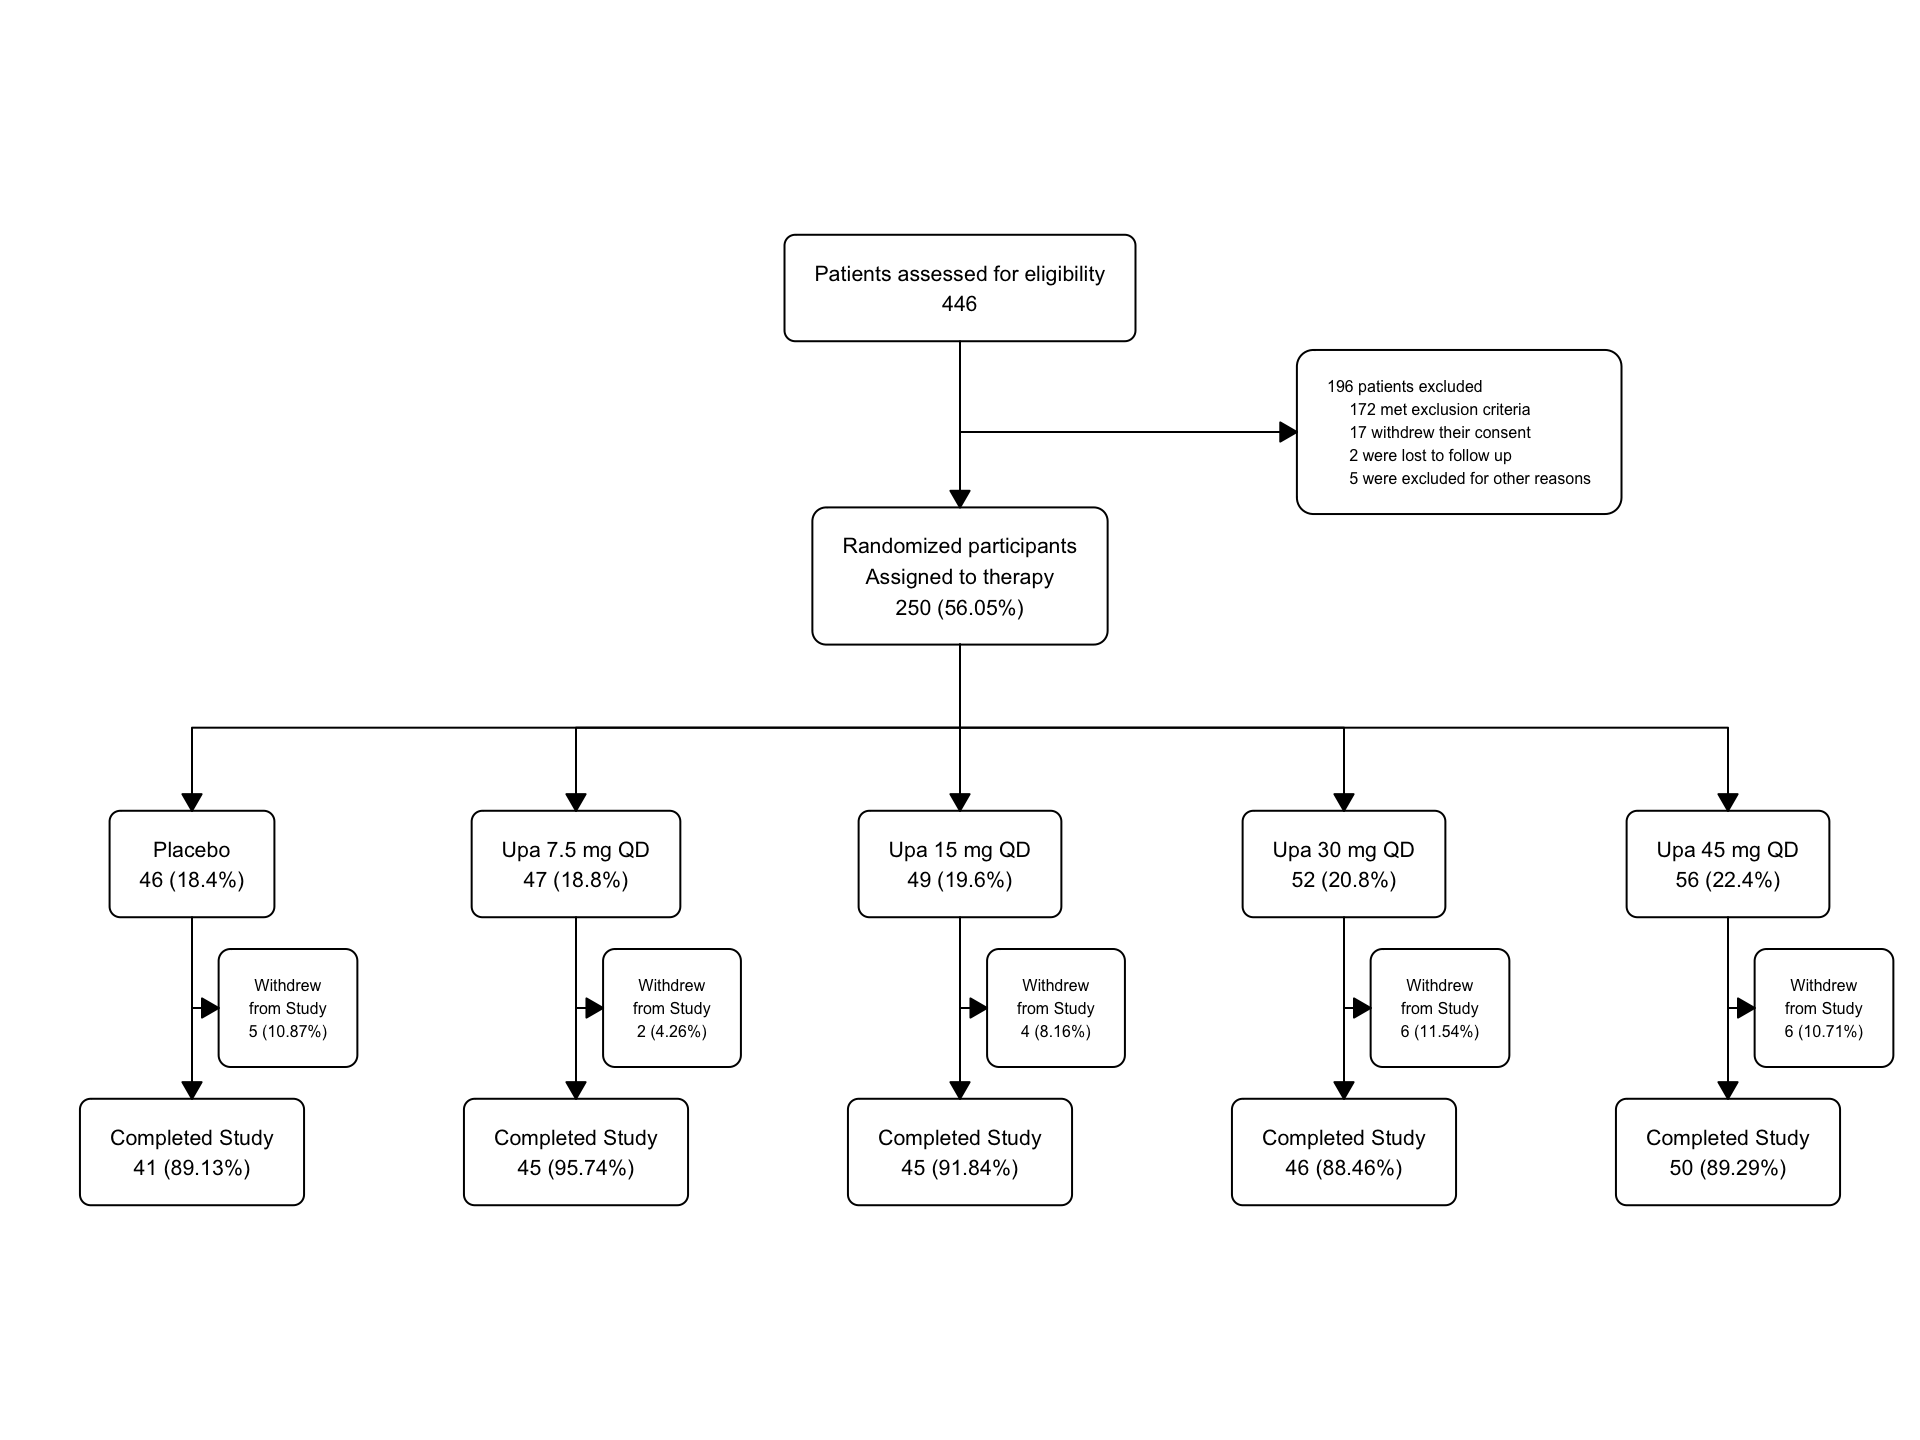 Patients assessed for eligibility
446
196 patients excluded
172 met exclusion criteria
17 withdrew their consent
2 were lost to follow up
5 were excluded for other reasons
Randomized participants
Assigned to therapy
250 (56.05%)
Placebo
46 (18.4%)
Upa 7.5 mg QD
47 (18.8%)
Upa 15 mg QD
49 (19.6%)
Upa 30 mg QD
52 (20.8%)
Upa 45 mg QD
56 (22.4%)
Withdrew
from Study
5 (10.87%)
Withdrew
from Study
2 (4.26%)
Withdrew
from Study
4 (8.16%)
Withdrew
from Study
6 (11.54%)
Withdrew
from Study
6 (10.71%)
Completed Study
41 (89.13%)
Completed Study
45 (95.74%)
Completed Study
45 (91.84%)
Completed Study
46 (88.46%)
Completed Study
50 (89.29%)